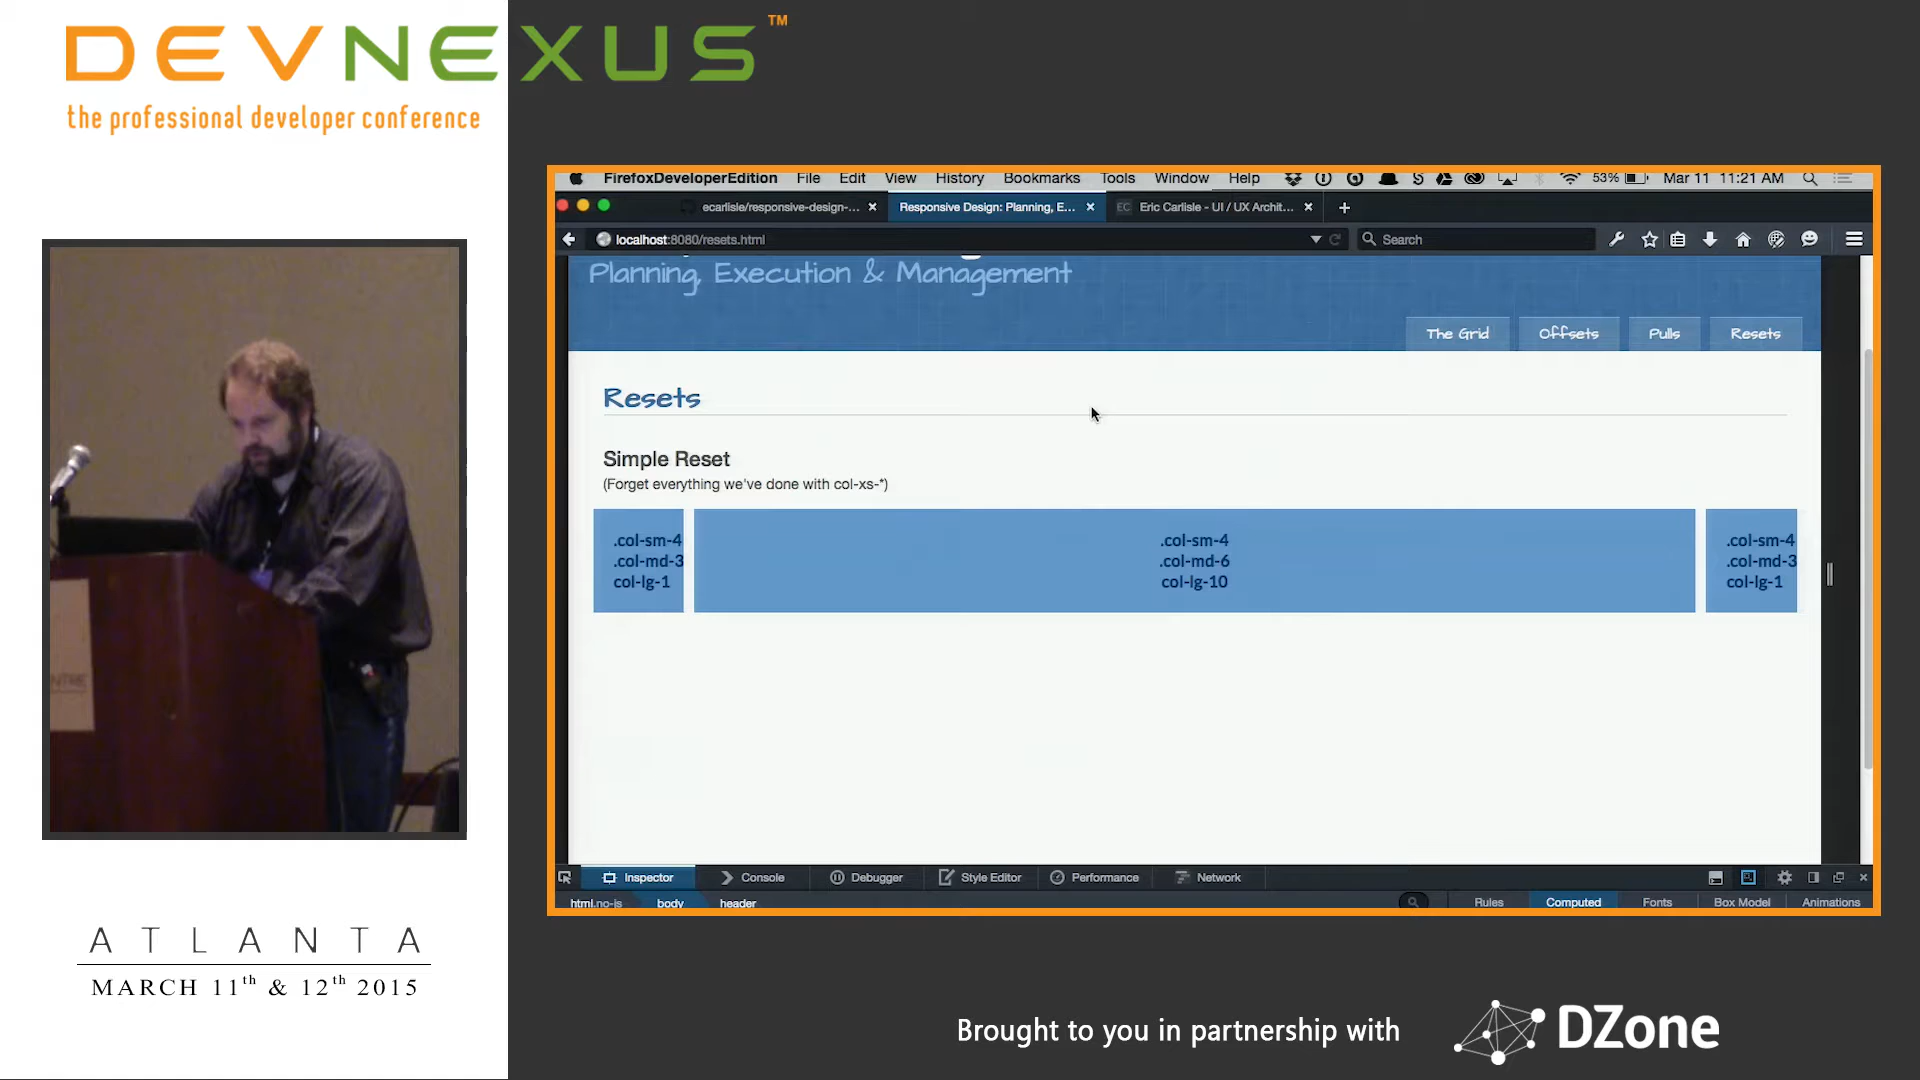 DEVNEXUS™
the professional developer conference
FirefoxDeveloperEdition File Edit View History Bookmarks Tools Window Help 53% Mar 11 11:21 AM
ecarlisle/responsive-design-... × Responsive Design: Planning, E... × EC Eric Carlisle - UI / UX Archit... × +
localhost:8080/resets.html Search
Planning, Execution & Management
The Grid Offsets Pulls Resets
Resets
Simple Reset
(Forget everything we've done with col-xs-*)
.col-sm-4
.col-md-3
col-lg-1
.col-sm-4
.col-md-6
col-lg-10
.col-sm-4
.col-md-3
col-lg-1
Inspector Console Debugger Style Editor Performance Network
html.no-js body header Rules Computed Fonts Box Model Animations
ATLANTA
MARCH 11th & 12th 2015
Brought to you in partnership with DZone